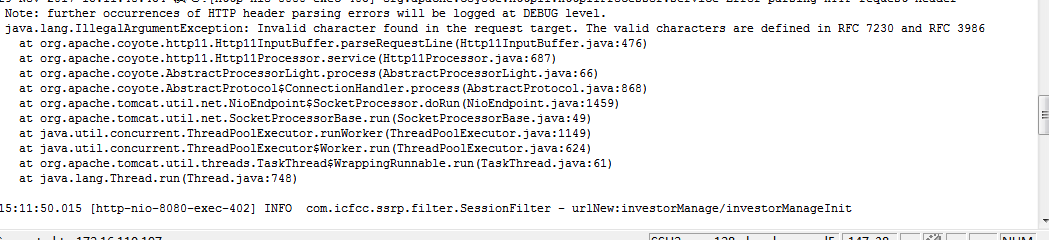 Note: further occurrences of HTTP header parsing errors will be logged at DEBUG level.
java.lang.IllegalArgumentException: Invalid character found in the request target. The valid characters are defined in RFC 7230 and RFC 3986
at org.apache.coyote.http11.Http11InputBuffer.parseRequestLine(Http11InputBuffer.java:476)
at org.apache.coyote.http11.Http11Processor.service(Http11Processor.java:687)
at org.apache.coyote.AbstractProcessorLight.process(AbstractProcessorLight.java:66)
at org.apache.coyote.AbstractProtocol$ConnectionHandler.process(AbstractProtocol.java:868)
at org.apache.tomcat.util.net.NioEndpoint$SocketProcessor.doRun(NioEndpoint.java:1459)
at org.apache.tomcat.util.net.SocketProcessorBase.run(SocketProcessorBase.java:49)
at java.util.concurrent.ThreadPoolExecutor.runWorker(ThreadPoolExecutor.java:1149)
at java.util.concurrent.ThreadPoolExecutor$Worker.run(ThreadPoolExecutor.java:624)
at org.apache.tomcat.util.threads.TaskThread$WrappingRunnable.run(TaskThread.java:61)
at java.lang.Thread.run(Thread.java:748)
15:11:50.015 [http-nio-8080-exec-402] INFO com.icfcc.ssrp.filter.SessionFilter - urlNew:investorManage/investorManageInit